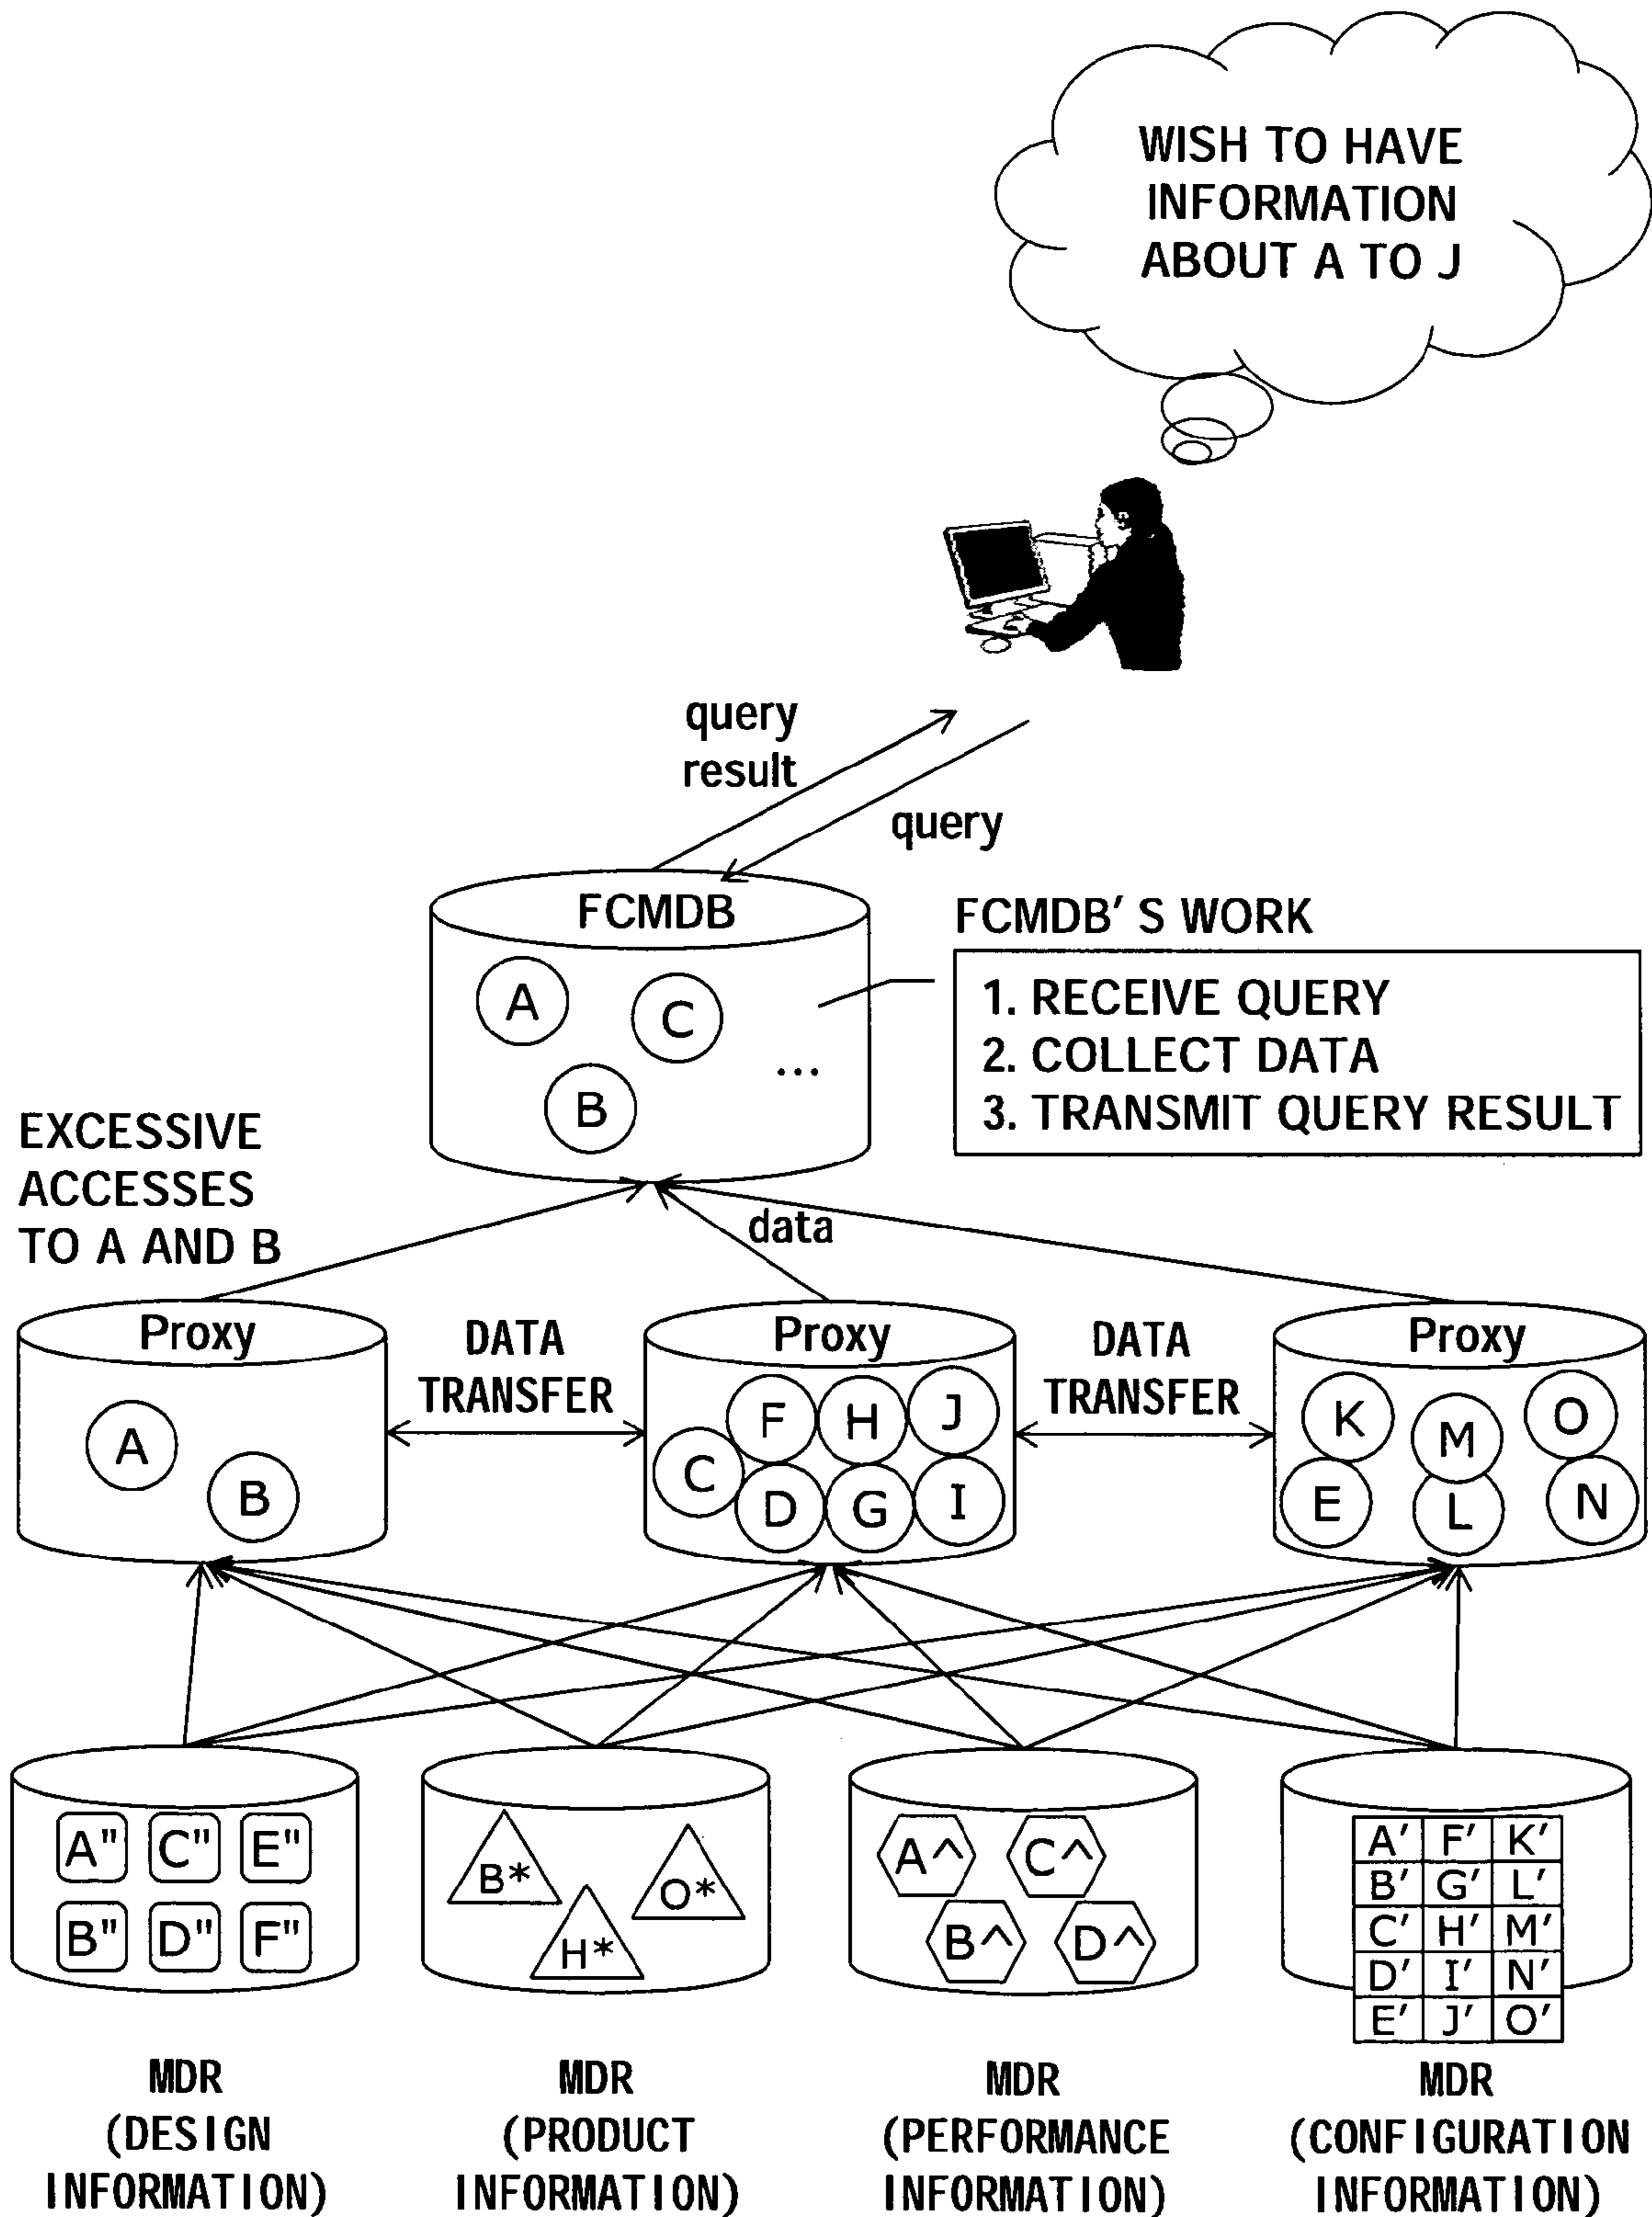 WISH TO HAVE
INFORMATION
ABOUT A TO J
query
result
query
FCMDB
A
C
B
...
FCMDB'S WORK
1. RECEIVE QUERY
2. COLLECT DATA
3. TRANSMIT QUERY RESULT
EXCESSIVE
ACCESSES
TO A AND B
data
Proxy
A
B
DATA
TRANSFER
Proxy
F H J
C
D G I
DATA
TRANSFER
Proxy
K M O
E L N
A" C" E"
B" D" F"
MDR
(DESIGN
INFORMATION)
B* O*
H*
MDR
(PRODUCT
INFORMATION)
A^ C^
B^ D^
MDR
(PERFORMANCE
INFORMATION)
A' F' K'
B' G' L'
C' H' M'
D' I' N'
E' J' O'
MDR
(CONFIGURATION
INFORMATION)